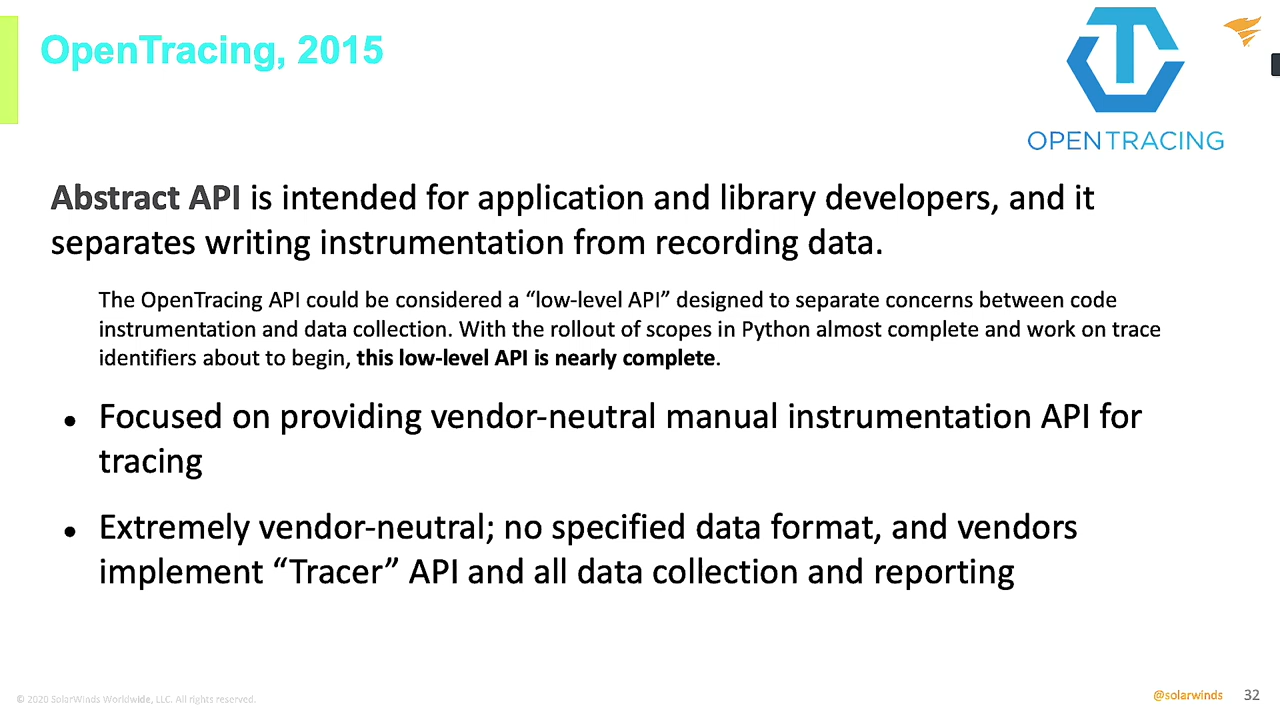 OpenTracing, 2015
OPENTRACING
Abstract API is intended for application and library developers, and it
separates writing instrumentation from recording data.
The OpenTracing API could be considered a “low-level API” designed to separate concerns between code
instrumentation and data collection. With the rollout of scopes in Python almost complete and work on trace
identifiers about to begin, this low-level API is nearly complete.
● Focused on providing vendor-neutral manual instrumentation API for
tracing
● Extremely vendor-neutral; no specified data format, and vendors
implement “Tracer” API and all data collection and reporting
© 2020 SolarWinds Worldwide, LLC. All rights reserved.
@solarwinds 32